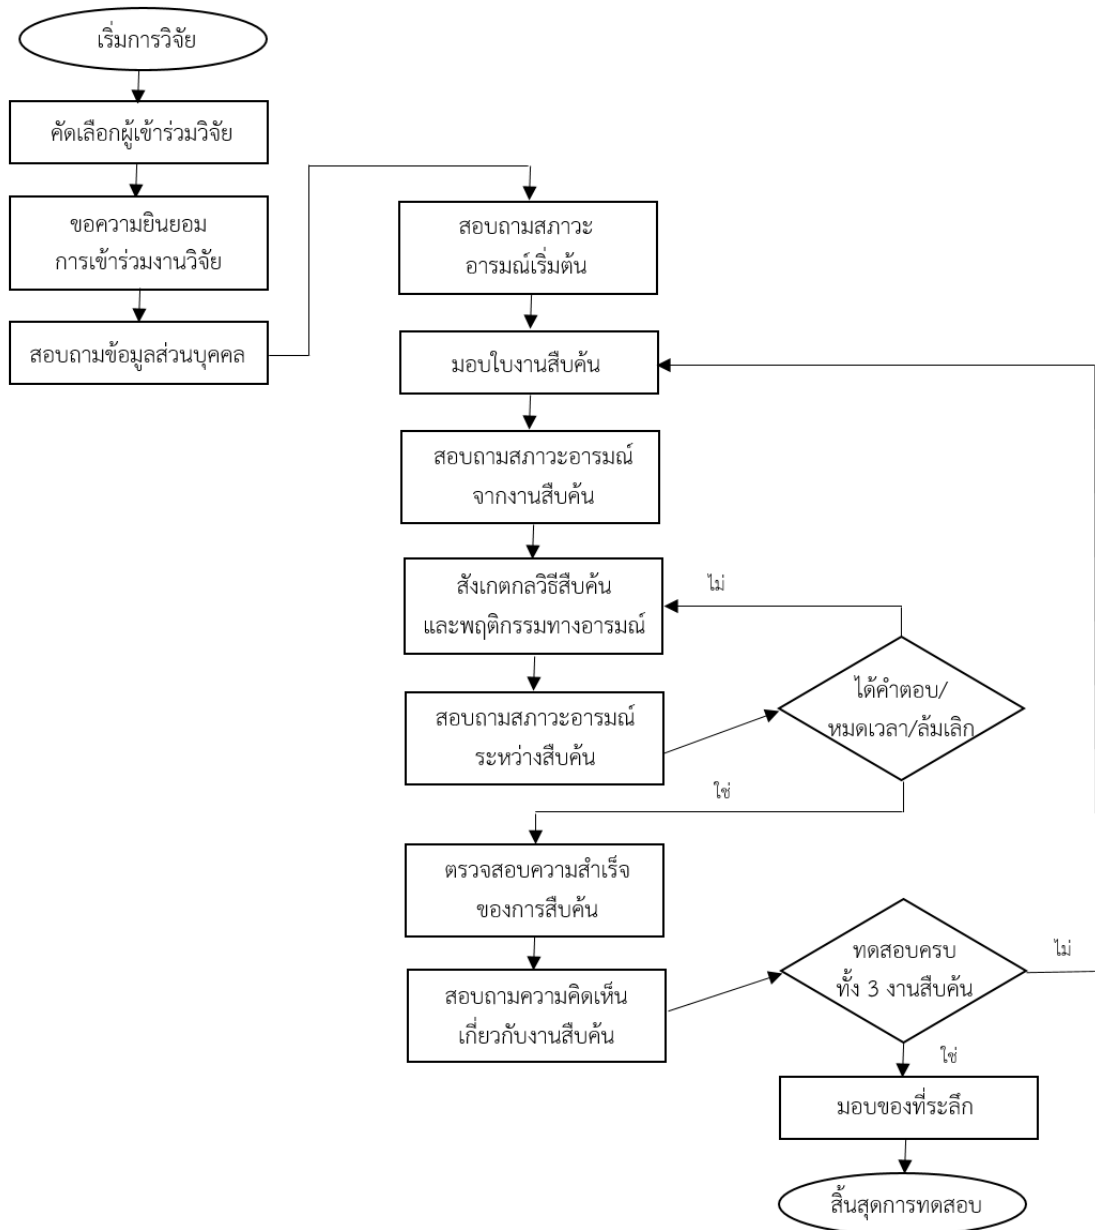 เริ่มการวิจัย
คัดเลือกผู้เข้าร่วมวิจัย
ขอความยินยอม
การเข้าร่วมงานวิจัย
สอบถามข้อมูลส่วนบุคคล
สอบถามสภาวะ
อารมณ์เริ่มต้น
มอบใบงานสืบค้น
สอบถามสภาวะอารมณ์
จากงานสืบค้น
สังเกตกลวิธีสืบค้น
และพฤติกรรมทางอารมณ์
สอบถามสภาวะอารมณ์
ระหว่างสืบค้น
ไม่
ได้คำตอบ/
หมดเวลา/ล้มเลิก
ใช่
ตรวจสอบความสำเร็จ
ของการสืบค้น
สอบถามความคิดเห็น
เกี่ยวกับงานสืบค้น
ทดสอบครบ
ทั้ง 3 งานสืบค้น
ไม่
ใช่
มอบของที่ระลึก
สิ้นสุดการทดสอบ